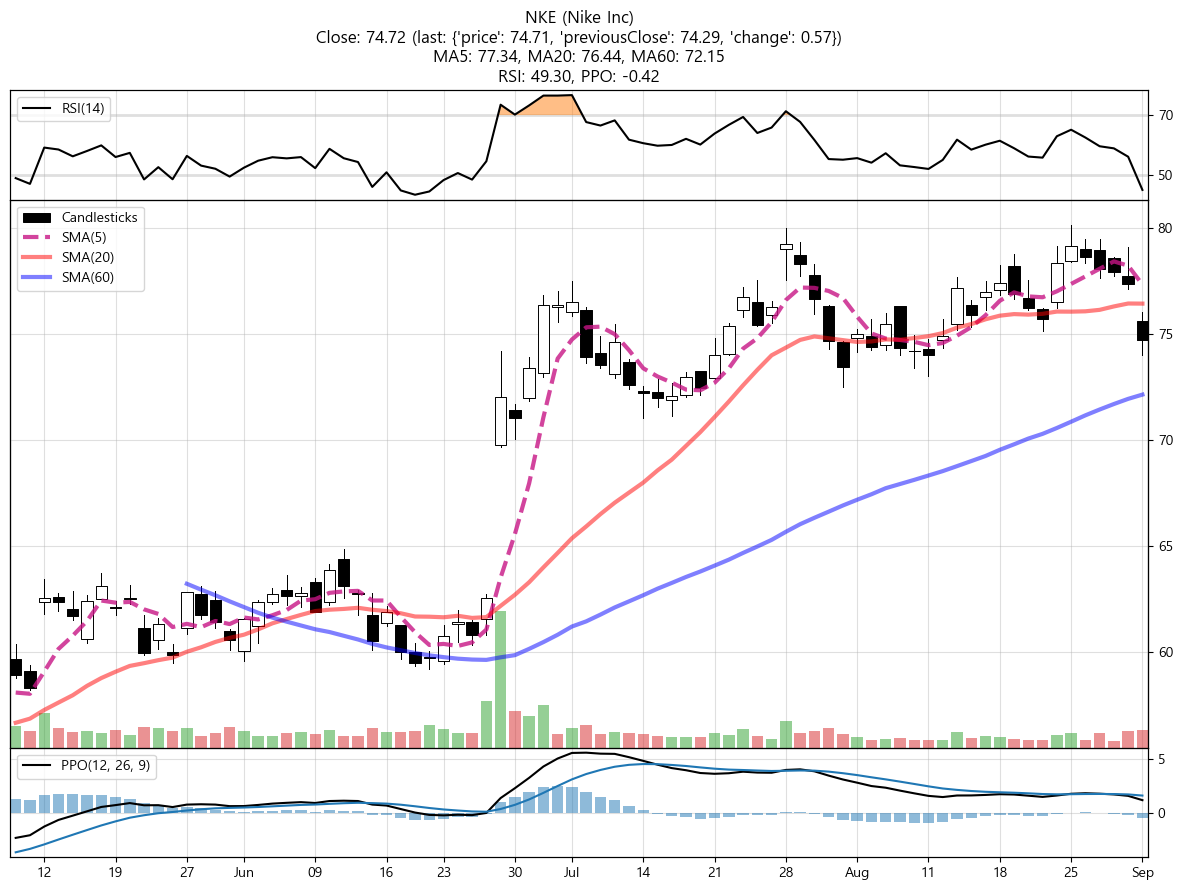 NKE (Nike Inc)
Close: 74.72 (last: {'price': 74.71, 'previousClose': 74.29, 'change': 0.57})
MA5: 77.34, MA20: 76.44, MA60: 72.15
RSI: 49.30, PPO: -0.42
RSI(14)
70
50
Candlesticks
SMA(5)
SMA(20)
SMA(60)
80
75
70
65
60
PPO(12, 26, 9)
5
0
12 19 27 Jun 09 16 23 30 Jul 14 21 28 Aug 11 18 25 Sep